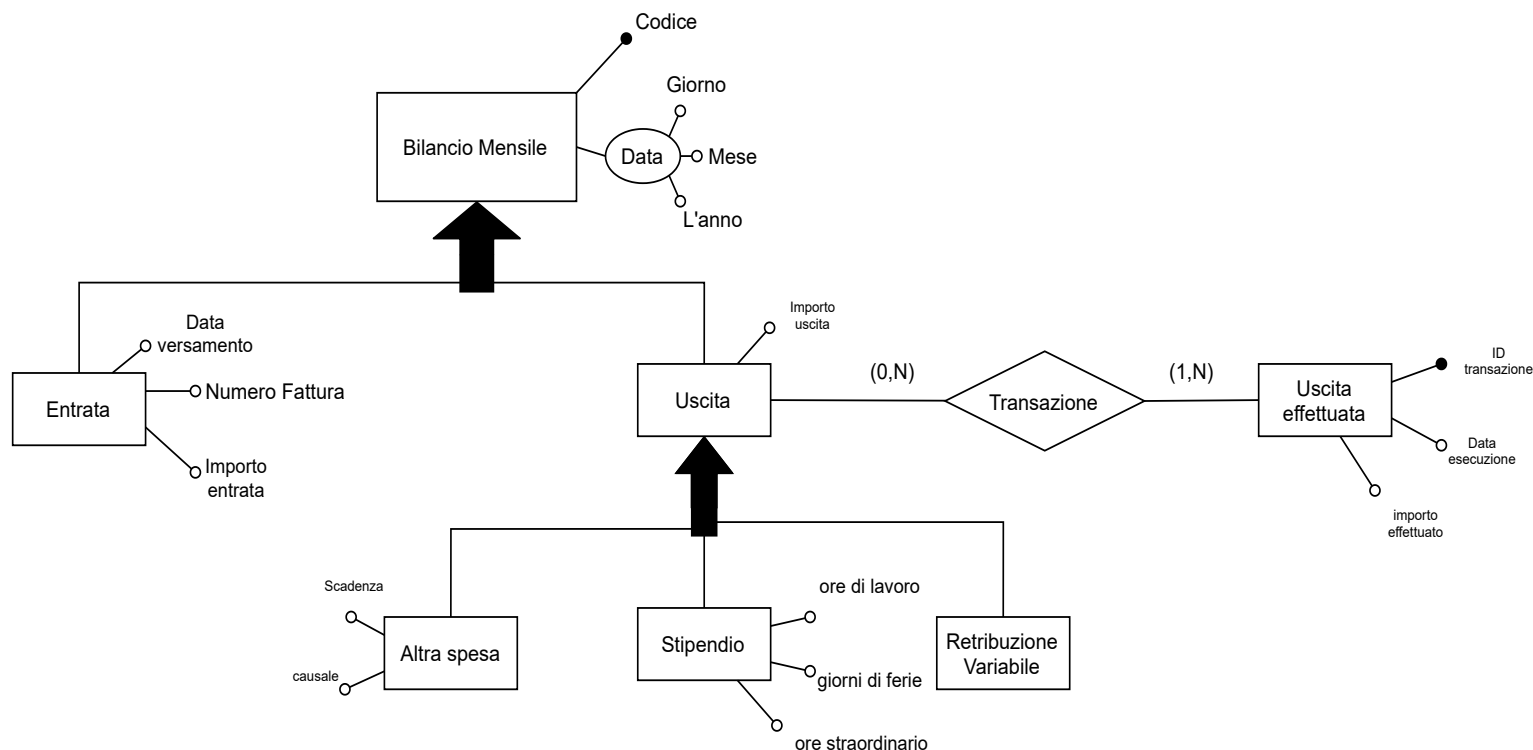 Codice
Giorno
Bilancio Mensile
Data
Mese
L'anno
Data
versamento
Numero Fattura
Entrata
Importo
entrata
Importo
uscita
Uscita
(0,N)
Transazione
(1,N)
Uscita
effettuata
ID
transazione
Data
esecuzione
importo
effettuato
Scadenza
causale
Altra spesa
Stipendio
ore di lavoro
giorni di ferie
ore straordinario
Retribuzione
Variabile